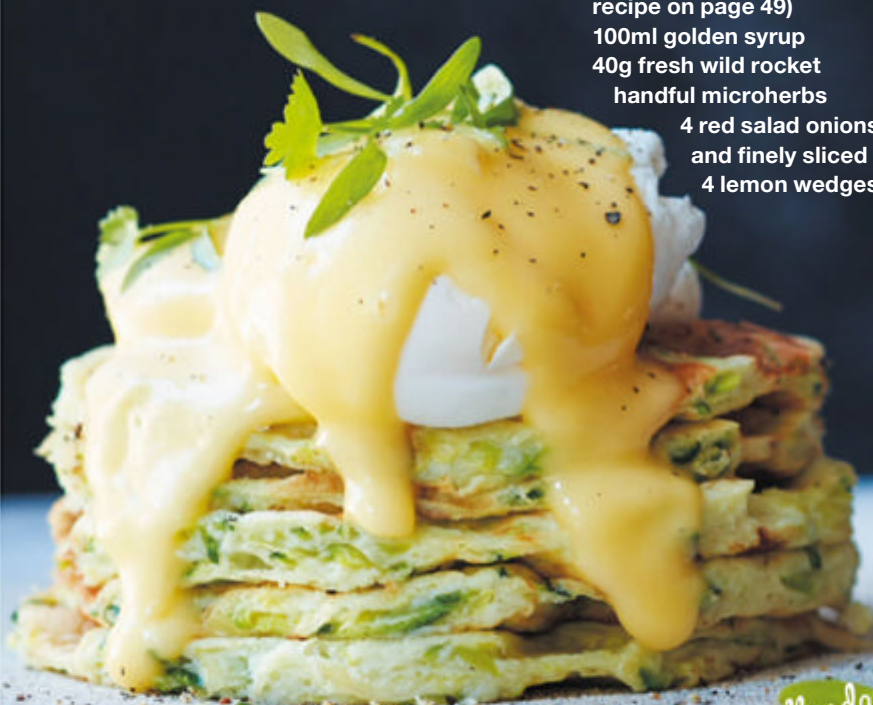 recipe on page 49)
100ml golden syrup
40g fresh wild rocket
handful microherbs
4 red salad onions
and finely sliced
4 lemon wedges